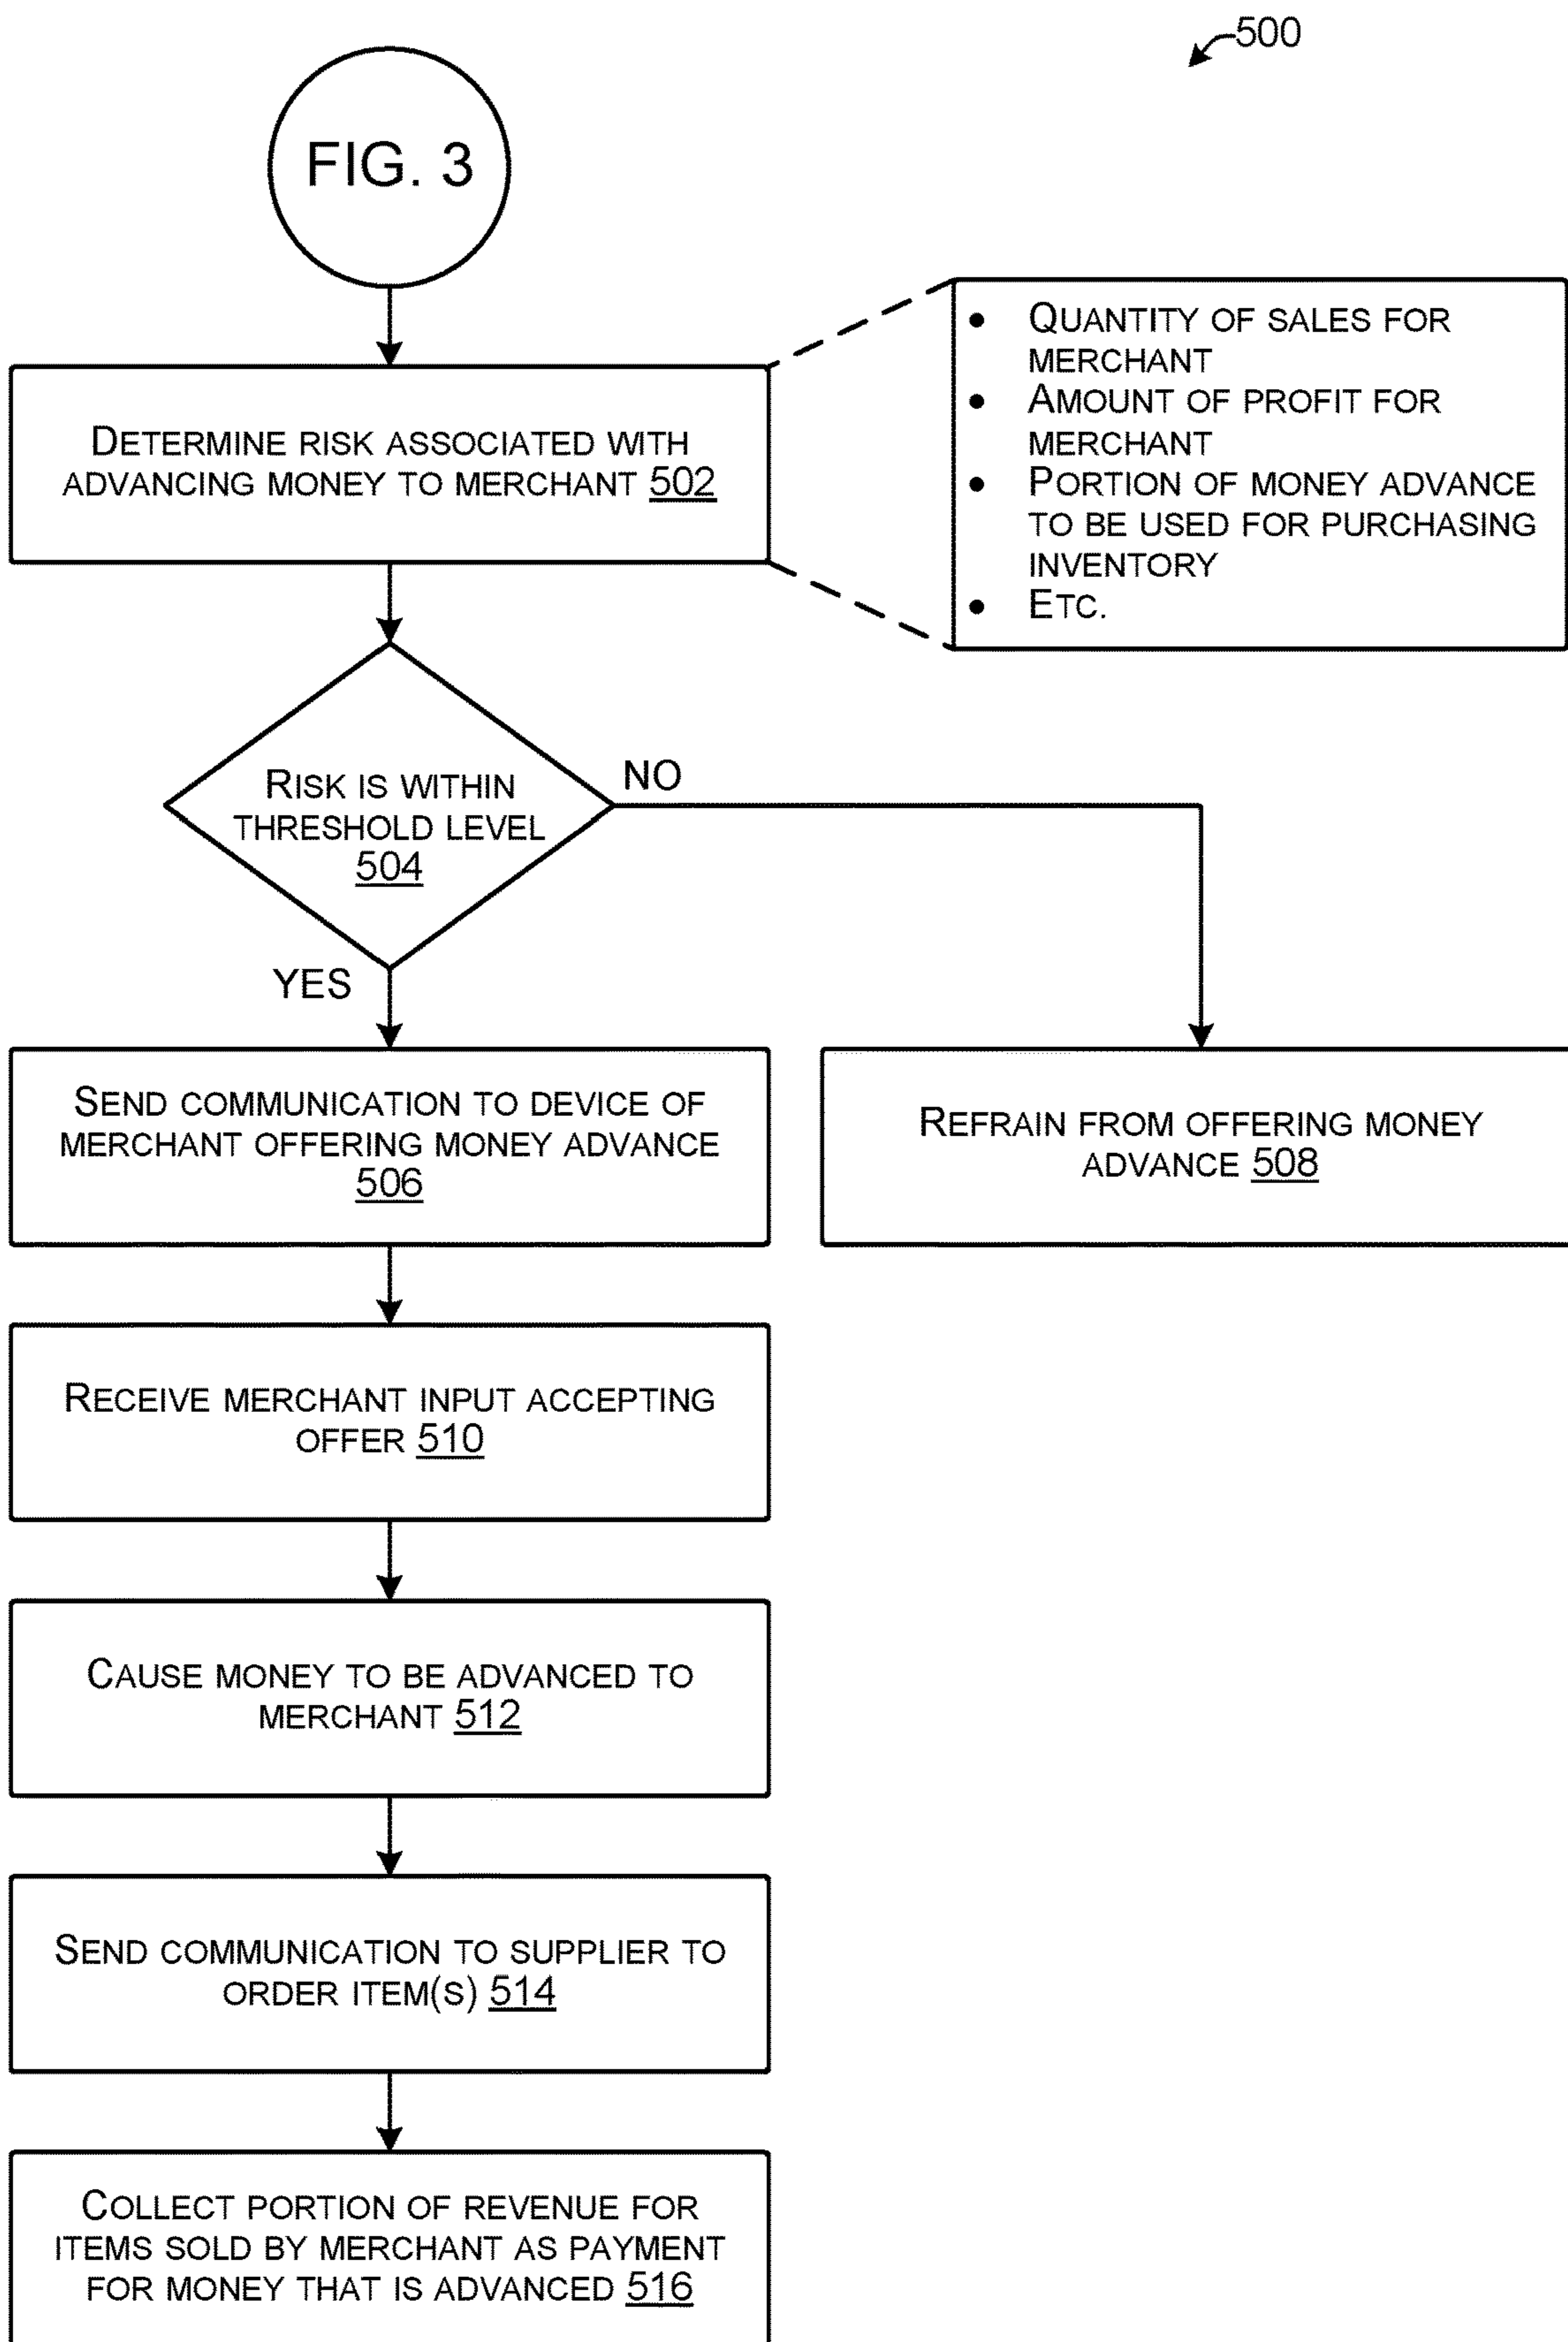 500
FIG. 3
DETERMINE RISK ASSOCIATED WITH
ADVANCING MONEY TO MERCHANT 502
• QUANTITY OF SALES FOR
MERCHANT
• AMOUNT OF PROFIT FOR
MERCHANT
• PORTION OF MONEY ADVANCE
TO BE USED FOR PURCHASING
INVENTORY
• ETC.
RISK IS WITHIN
THRESHOLD LEVEL
504
NO
YES
SEND COMMUNICATION TO DEVICE OF
MERCHANT OFFERING MONEY ADVANCE
506
REFRAIN FROM OFFERING MONEY
ADVANCE 508
RECEIVE MERCHANT INPUT ACCEPTING
OFFER 510
CAUSE MONEY TO BE ADVANCED TO
MERCHANT 512
SEND COMMUNICATION TO SUPPLIER TO
ORDER ITEM(S) 514
COLLECT PORTION OF REVENUE FOR
ITEMS SOLD BY MERCHANT AS PAYMENT
FOR MONEY THAT IS ADVANCED 516